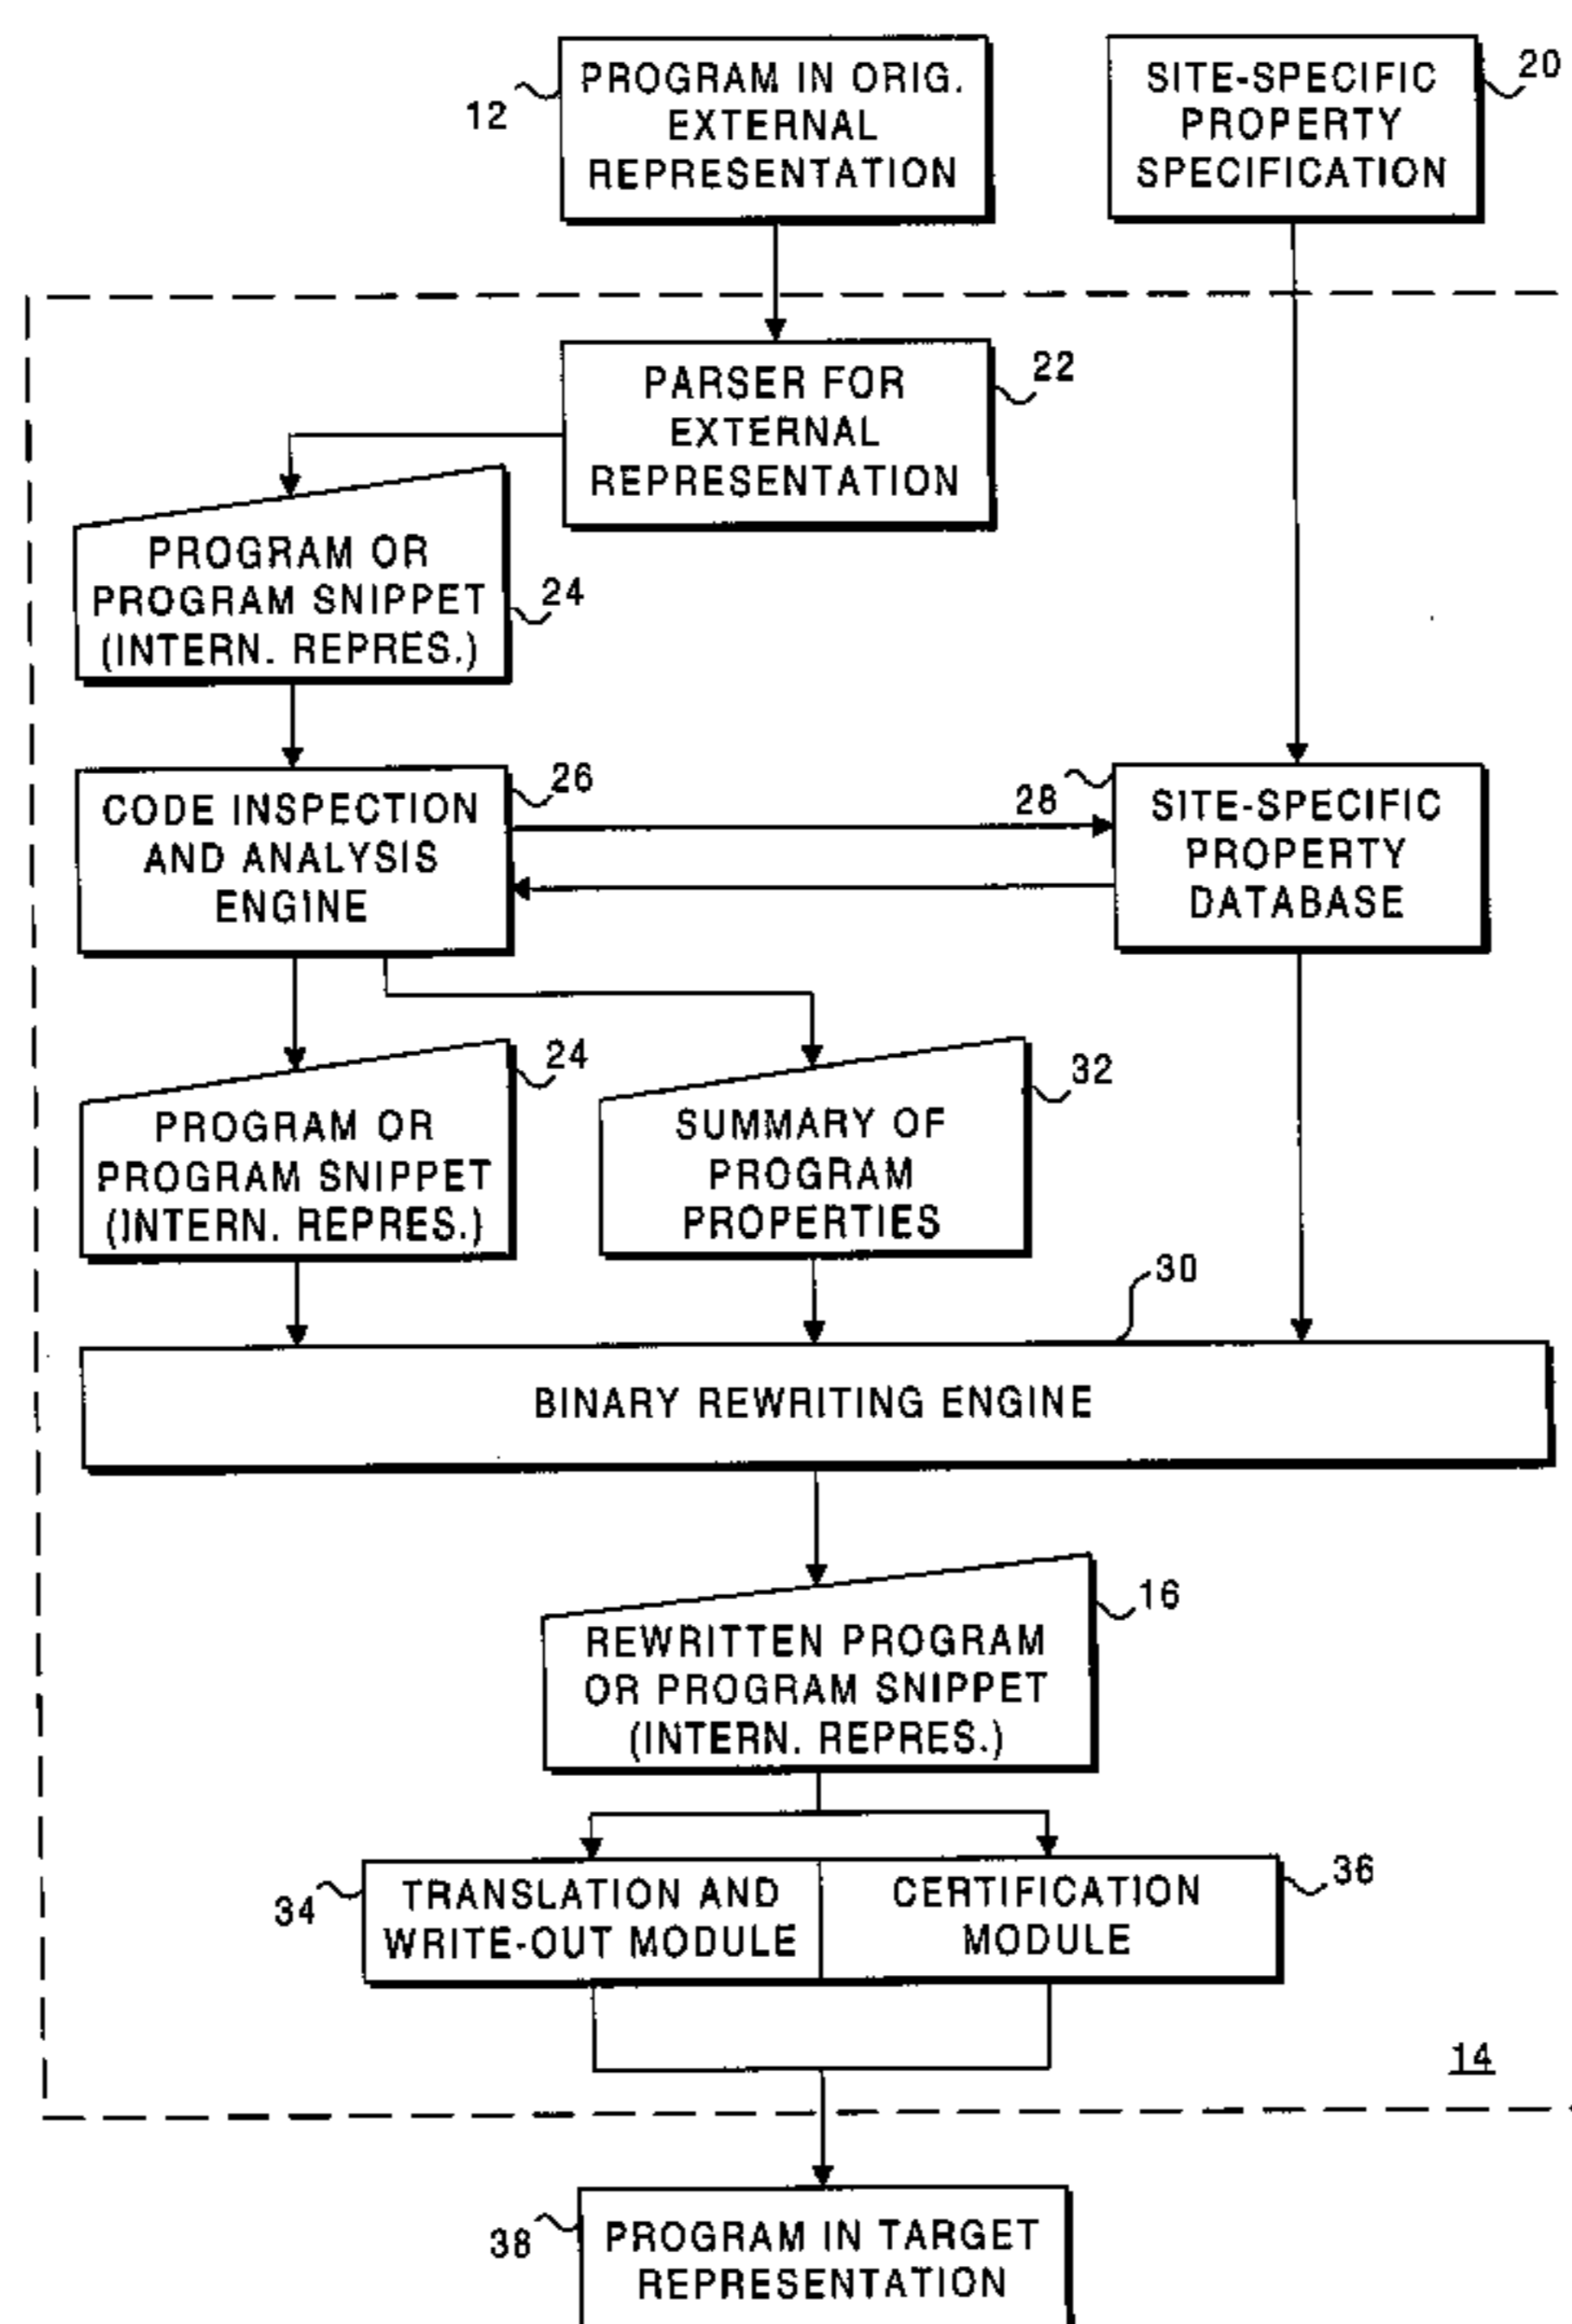 12
PROGRAM IN ORIG.
EXTERNAL
REPRESENTATION
SITE-SPECIFIC
PROPERTY
SPECIFICATION
20
PARSER FOR
EXTERNAL
REPRESENTATION
22
PROGRAM OR
PROGRAM SNIPPET
(INTERN. REPRES.)
24
CODE INSPECTION
AND ANALYSIS
ENGINE
26
28
SITE-SPECIFIC
PROPERTY
DATABASE
PROGRAM OR
PROGRAM SNIPPET
(INTERN. REPRES.)
24
SUMMARY OF
PROGRAM
PROPERTIES
32
30
BINARY REWRITING ENGINE
REWRITTEN PROGRAM
OR PROGRAM SNIPPET
(INTERN. REPRES.)
16
34
TRANSLATION AND
WRITE-OUT MODULE
CERTIFICATION
MODULE
36
14
38
PROGRAM IN TARGET
REPRESENTATION